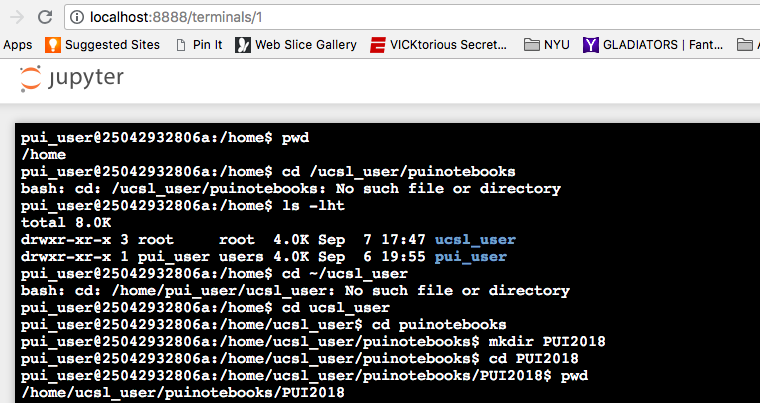 localhost:8888/terminals/1
Apps Suggested Sites Pin It Web Slice Gallery VICKtorious Secret... NYU GLADIATORS | Fant...
jupyter
pui_user@25042932806a:/home$ pwd
/home
pui_user@25042932806a:/home$ cd /ucsl_user/puinotebooks
bash: cd: /ucsl_user/puinotebooks: No such file or directory
pui_user@25042932806a:/home$ ls -lht
total 8.0K
drwxr-xr-x 3 root     root  4.0K Sep  7 17:47 ucsl_user
drwxr-xr-x 1 pui_user users 4.0K Sep  6 19:55 pui_user
pui_user@25042932806a:/home$ cd ~/ucsl_user
bash: cd: /home/pui_user/ucsl_user: No such file or directory
pui_user@25042932806a:/home$ cd ucsl_user
pui_user@25042932806a:/home/ucsl_user$ cd puinotebooks
pui_user@25042932806a:/home/ucsl_user/puinotebooks$ mkdir PUI2018
pui_user@25042932806a:/home/ucsl_user/puinotebooks$ cd PUI2018
pui_user@25042932806a:/home/ucsl_user/puinotebooks/PUI2018$ pwd
/home/ucsl_user/puinotebooks/PUI2018